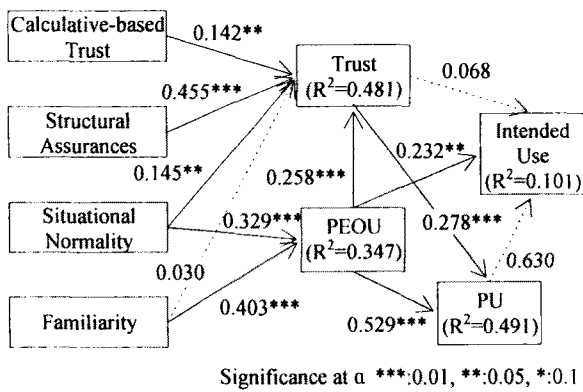 Calculative-based
Trust
0.142**
Trust
(R²=0.481)
0.068
0.455***
Structural
Assurances
Intended
Use
(R²=0.101)
0.145**
0.232**
0.258***
Situational
Normality
0.329***
PEOU
(R²=0.347)
0.278***
0.030
0.630
Familiarity
0.403***
0.529***
PU
(R²=0.491)
Significance at α ***:0.01, **:0.05, *:0.1